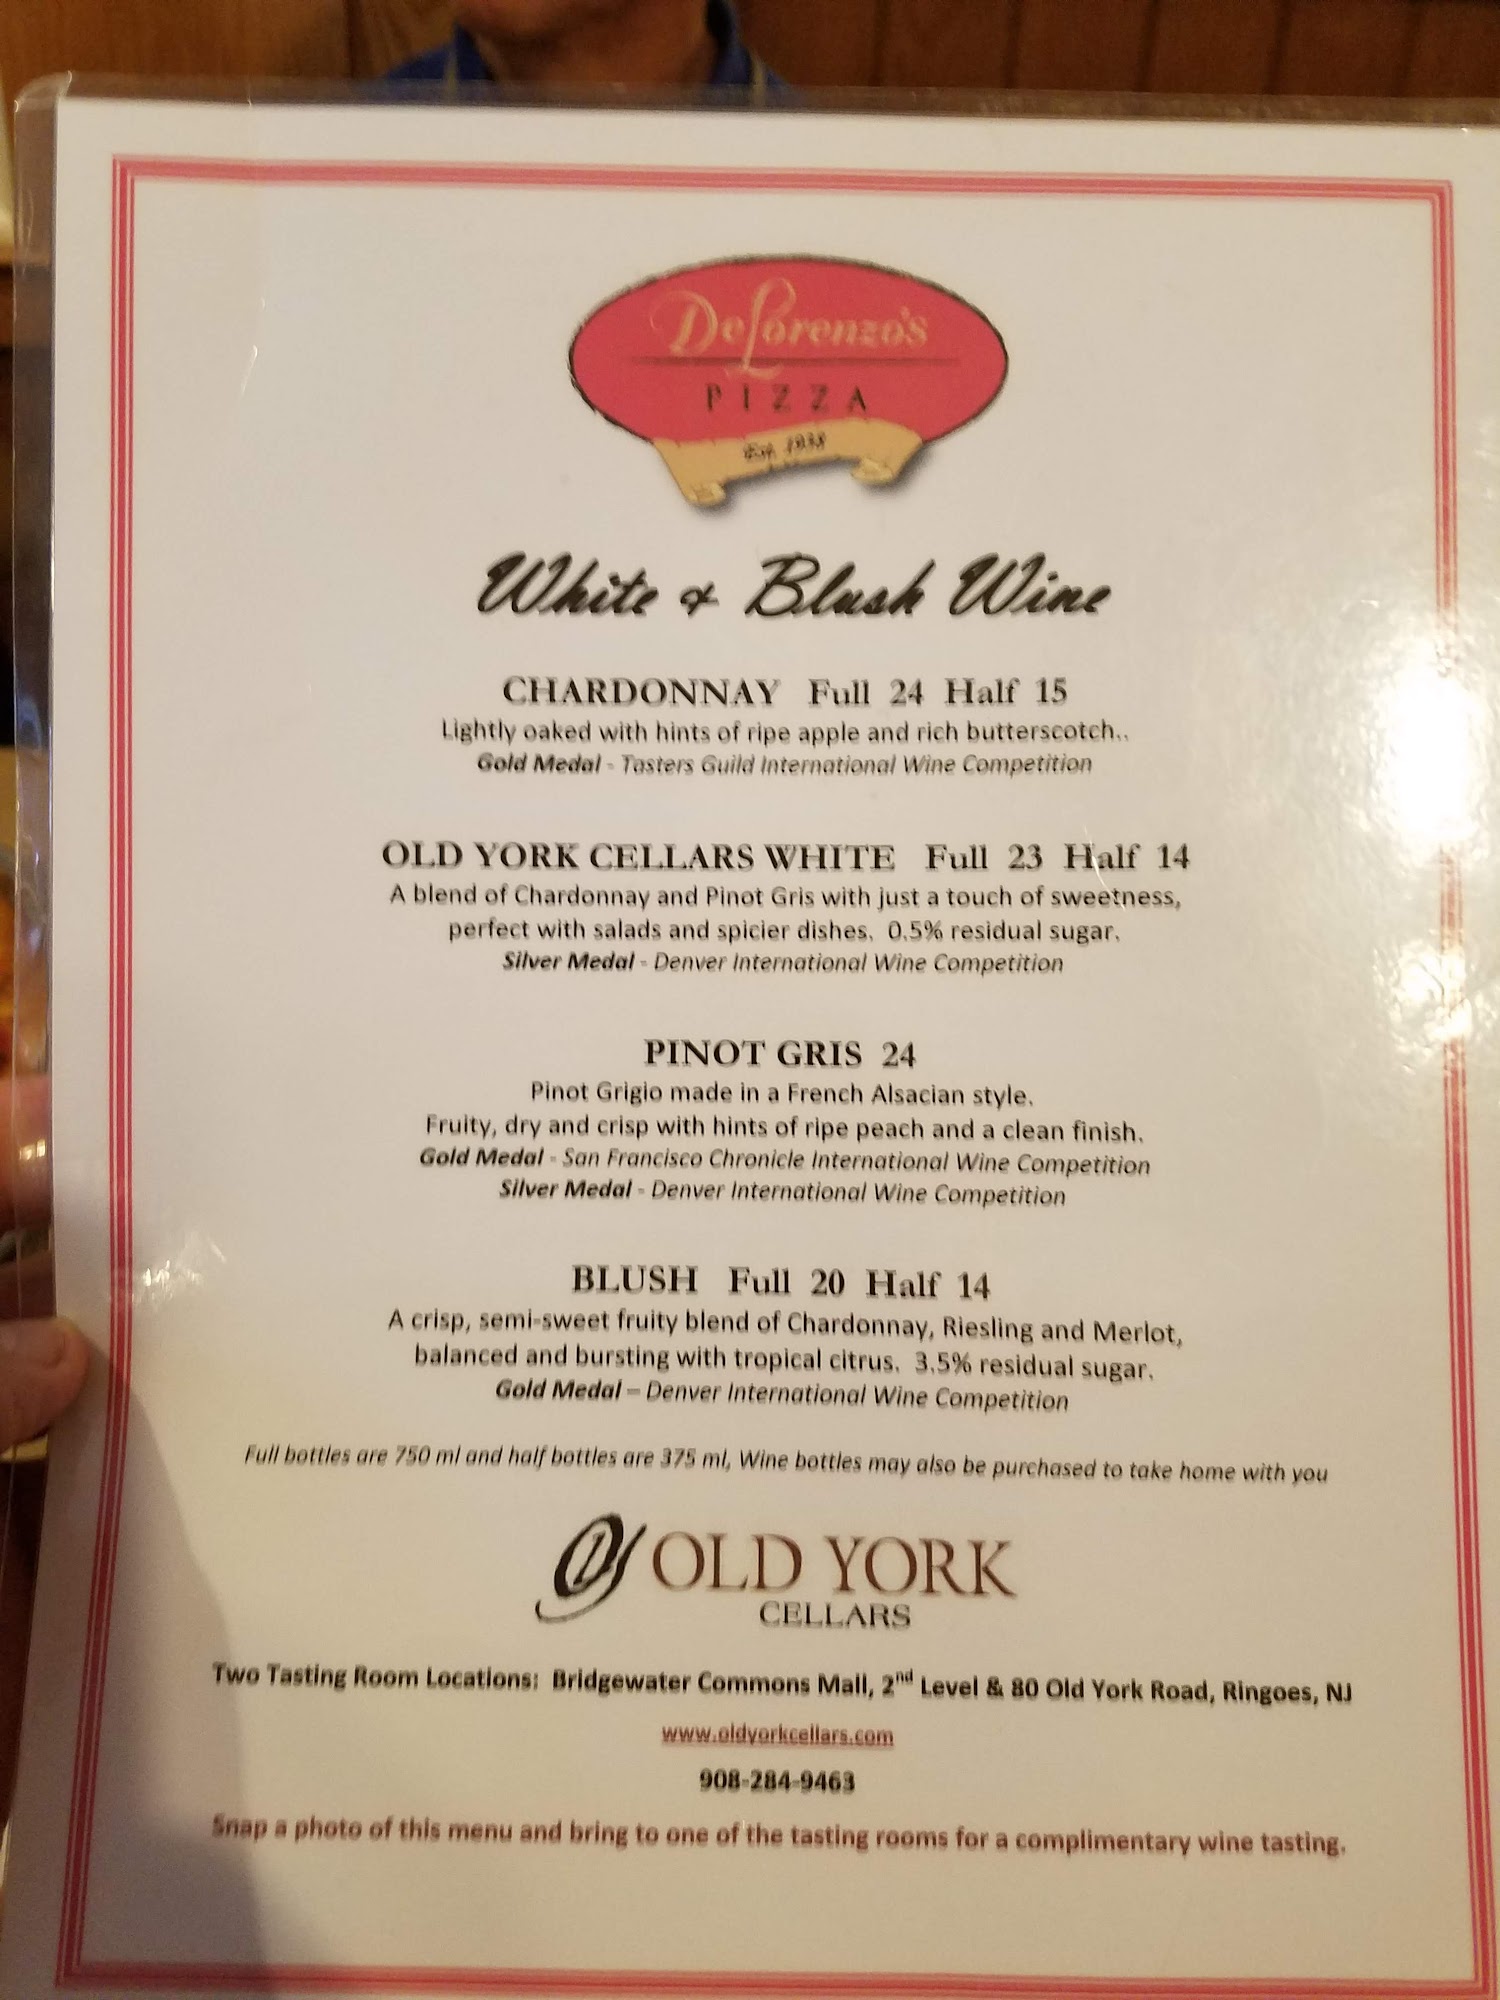 DeLorenzo's
PIZZA
Est. 1938
White & Blush Wine
CHARDONNAY Full 24 Half 15
Lightly oaked with hints of ripe apple and rich butterscotch..
Gold Medal - Tasters Guild International Wine Competition
OLD YORK CELLARS WHITE Full 23 Half 14
A blend of Chardonnay and Pinot Gris with just a touch of sweetness,
perfect with salads and spicier dishes. 0.5% residual sugar.
Silver Medal - Denver International Wine Competition
PINOT GRIS 24
Pinot Grigio made in a French Alsacian style.
Fruity, dry and crisp with hints of ripe peach and a clean finish.
Gold Medal - San Francisco Chronicle International Wine Competition
Silver Medal - Denver International Wine Competition
BLUSH Full 20 Half 14
A crisp, semi-sweet fruity blend of Chardonnay, Riesling and Merlot,
balanced and bursting with tropical citrus. 3.5% residual sugar.
Gold Medal – Denver International Wine Competition
Full bottles are 750 ml and half bottles are 375 ml, Wine bottles may also be purchased to take home with you
OLD YORK
CELLARS
Two Tasting Room Locations: Bridgewater Commons Mall, 2nd Level & 80 Old York Road, Ringoes, NJ
www.oldyorkcellars.com
908-284-9463
Snap a photo of this menu and bring to one of the tasting rooms for a complimentary wine tasting.